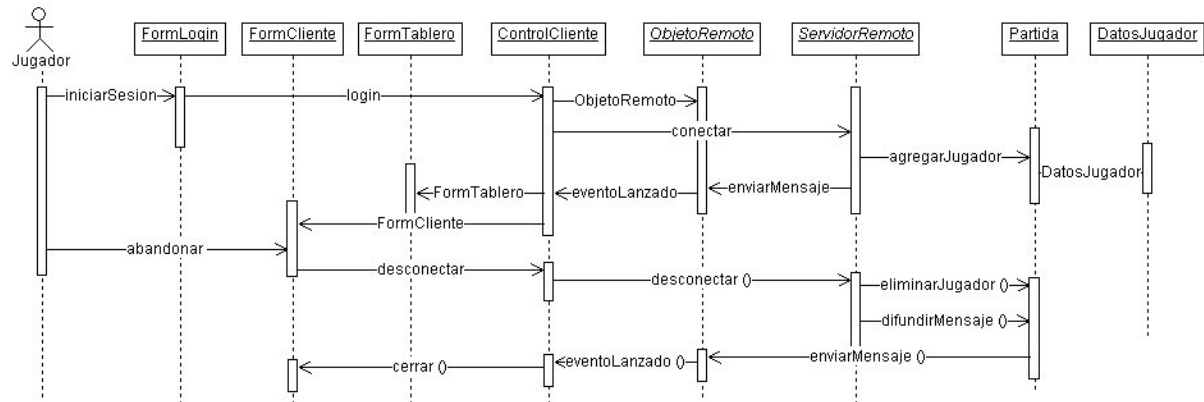 FormLogin FormCliente FormTablero ControlCliente ObjetoRemoto ServidorRemoto Partida DatosJugador
Jugador
iniciarSesion login ObjetoRemoto
conectar
agregarJugador
DatosJugador
FormTablero eventoLanzado enviarMensaje
FormCliente
abandonar
desconectar desconectar () eliminarJugador ()
difundirMensaje ()
cerrar () eventoLanzado () enviarMensaje ()